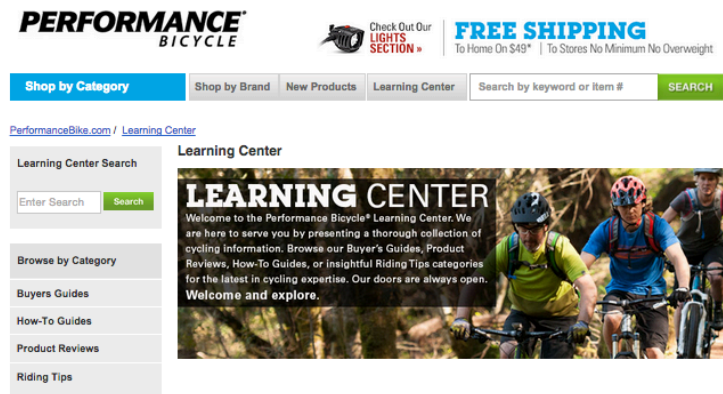 PERFORMANCE®
BICYCLE
Check Out Our
LIGHTS
SECTION »
FREE SHIPPING
To Home On $49* | To Stores No Minimum No Overweight
Shop by Category
Shop by Brand
New Products
Learning Center
Search by keyword or Item #
SEARCH
PerformanceBike.com / Learning Center
Learning Center Search
Enter Search
Search
Browse by Category
Buyers Guides
How-To Guides
Product Reviews
Riding Tips
Learning Center
LEARNING CENTER
Welcome to the Performance Bicycle® Learning Center. We
are here to serve you by presenting a thorough collection of
cycling information. Browse our Buyer's Guides, Product
Reviews, How-To Guides, or insightful Riding Tips categories
for the latest in cycling expertise. Our doors are always open.
Welcome and explore.